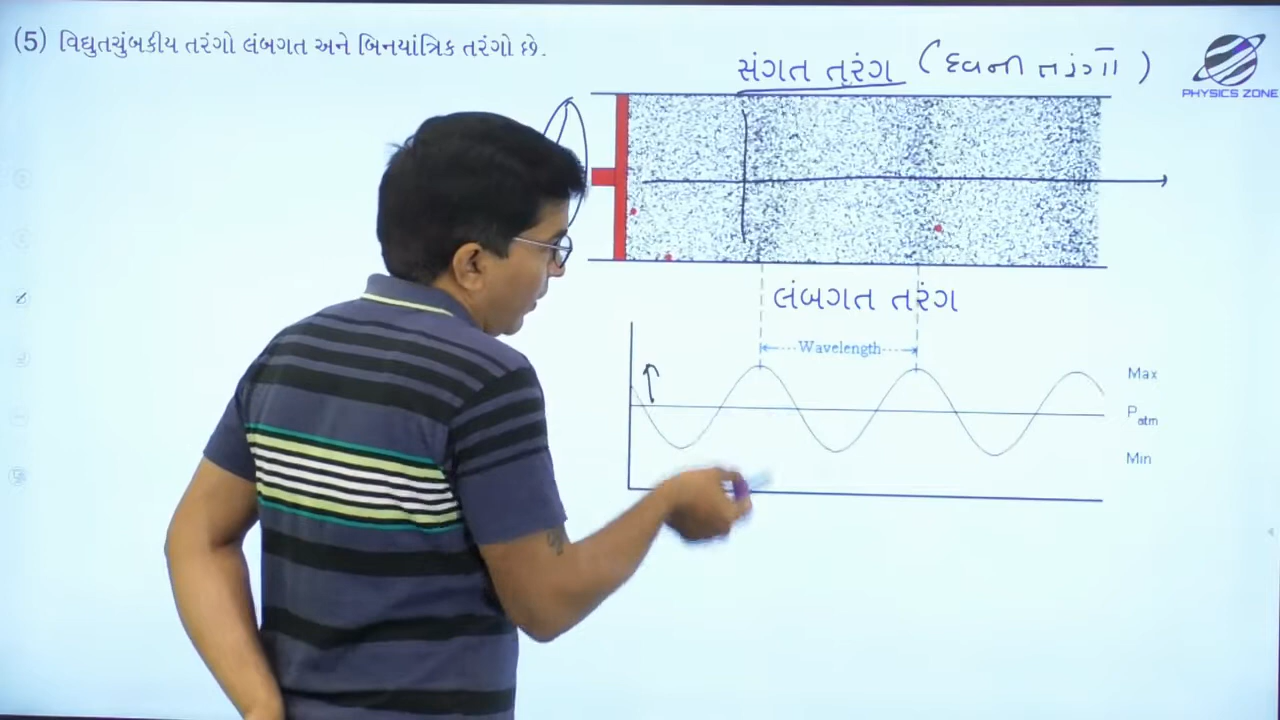 (5) વિદ્યુતચુંબકીય તરંગો લંબગત અને બિનયાંત્રિક તરંગો છે.
સંગત તરંગ (ધ્વની તરંગો)
PHYSICS ZONE
લંબગત તરંગ
Wavelength
Max
Patm
Min